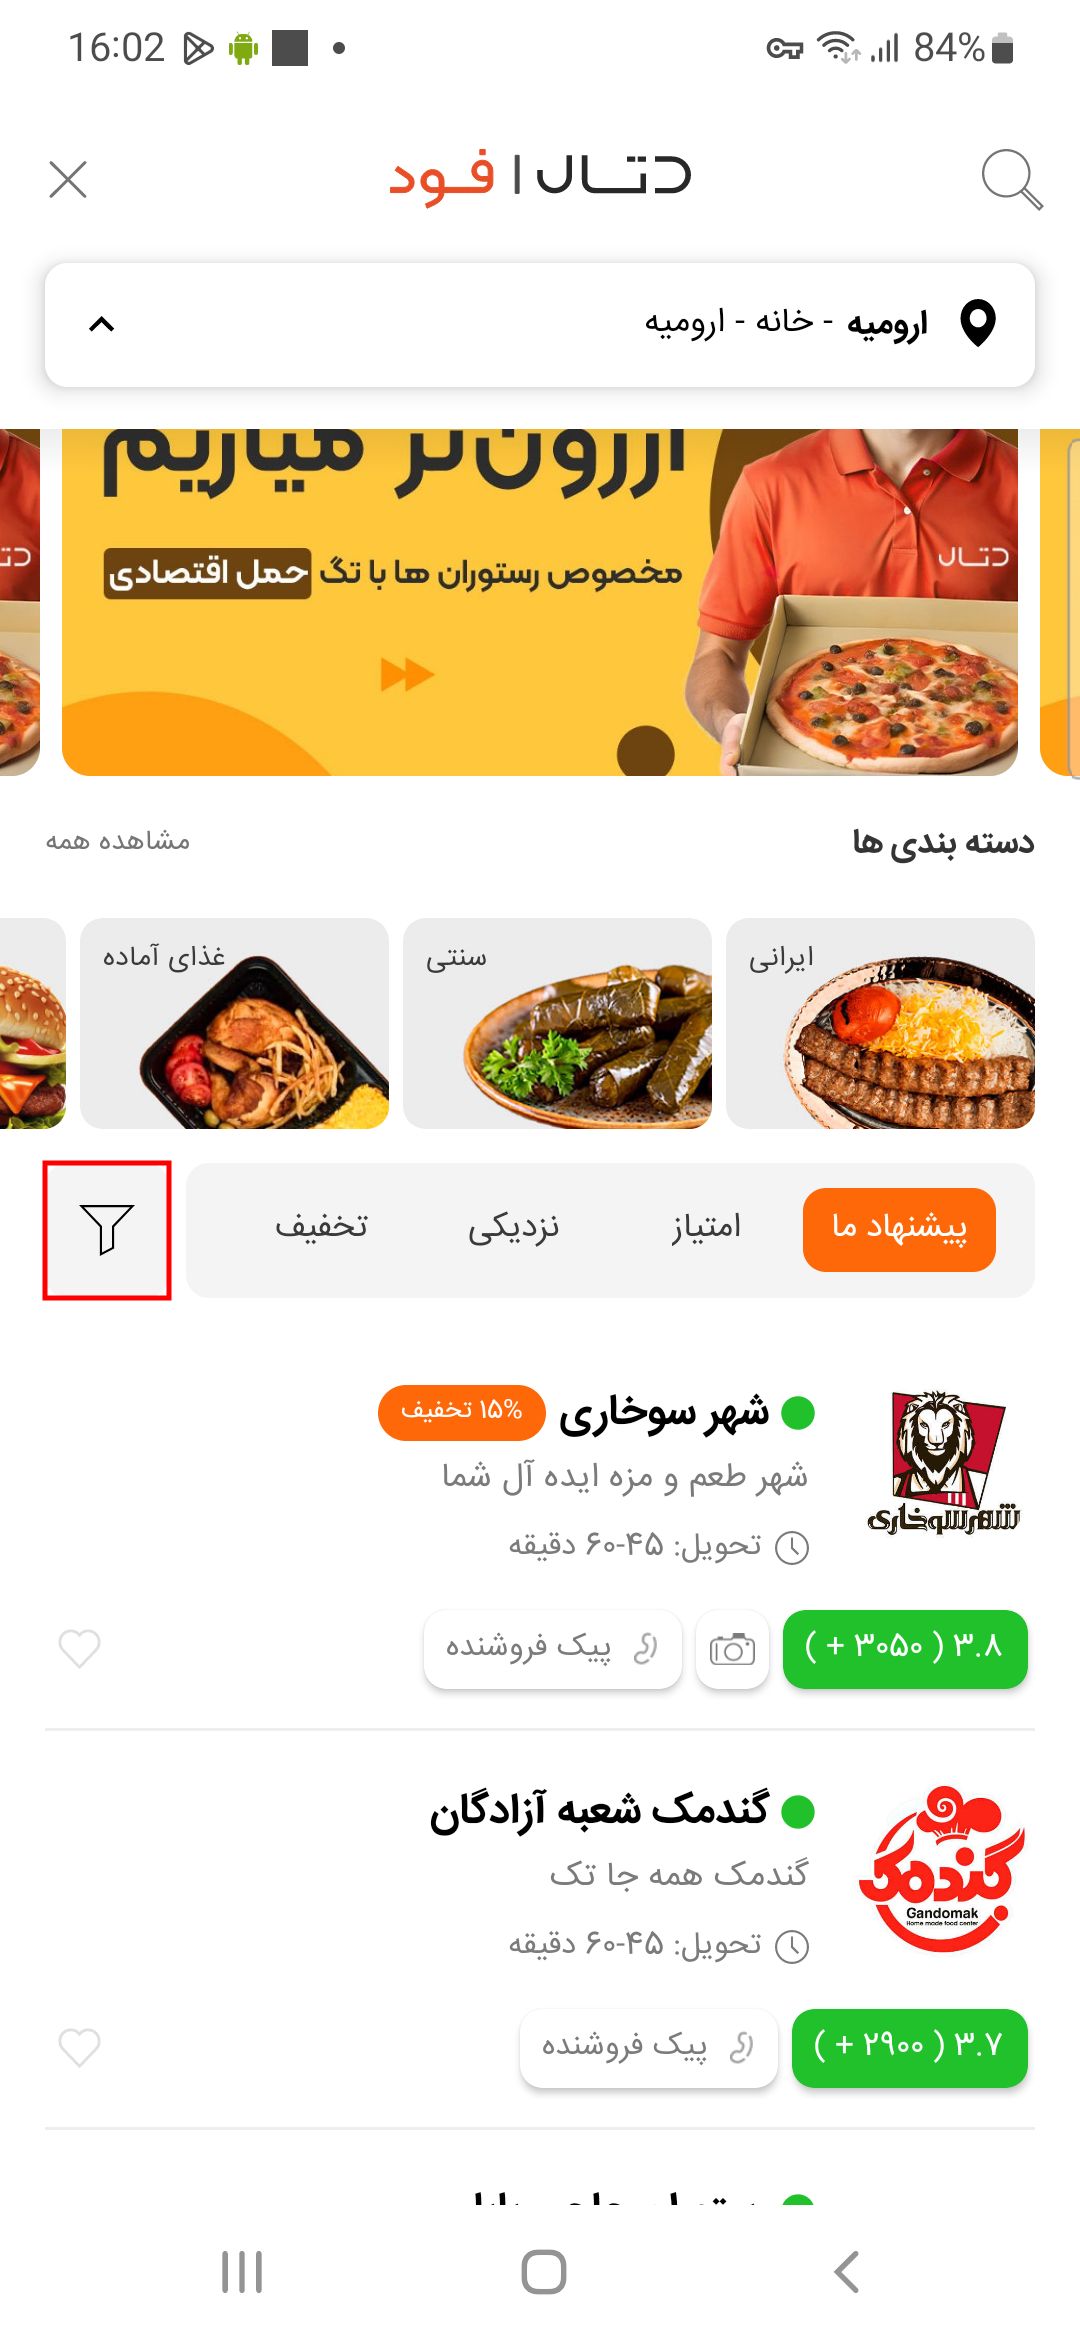 16:02
84%
دتال | فود
ارومیه - خانه - ارومیه
ارزون‌تر میاریم
مخصوص رستوران ها با تگ حمل اقتصادی
دتال
دسته بندی ها
مشاهده همه
ایرانی
سنتی
غذای آماده
پیشنهاد ما
امتیاز
نزدیکی
تخفیف
شهر سوخاری
۱۵% تخفیف
شهرسوخاری
شهر طعم و مزه ایده آل شما
تحویل: ۴۵-۶۰ دقیقه
۳.۸ ( ۳۰۵۰ + )
پیک فروشنده
گندمک شعبه آزادگان
گندمک
Gandomak
Home made food center
گندمک همه جا تک
تحویل: ۴۵-۶۰ دقیقه
۳.۷ ( ۲۹۰۰ + )
پیک فروشنده